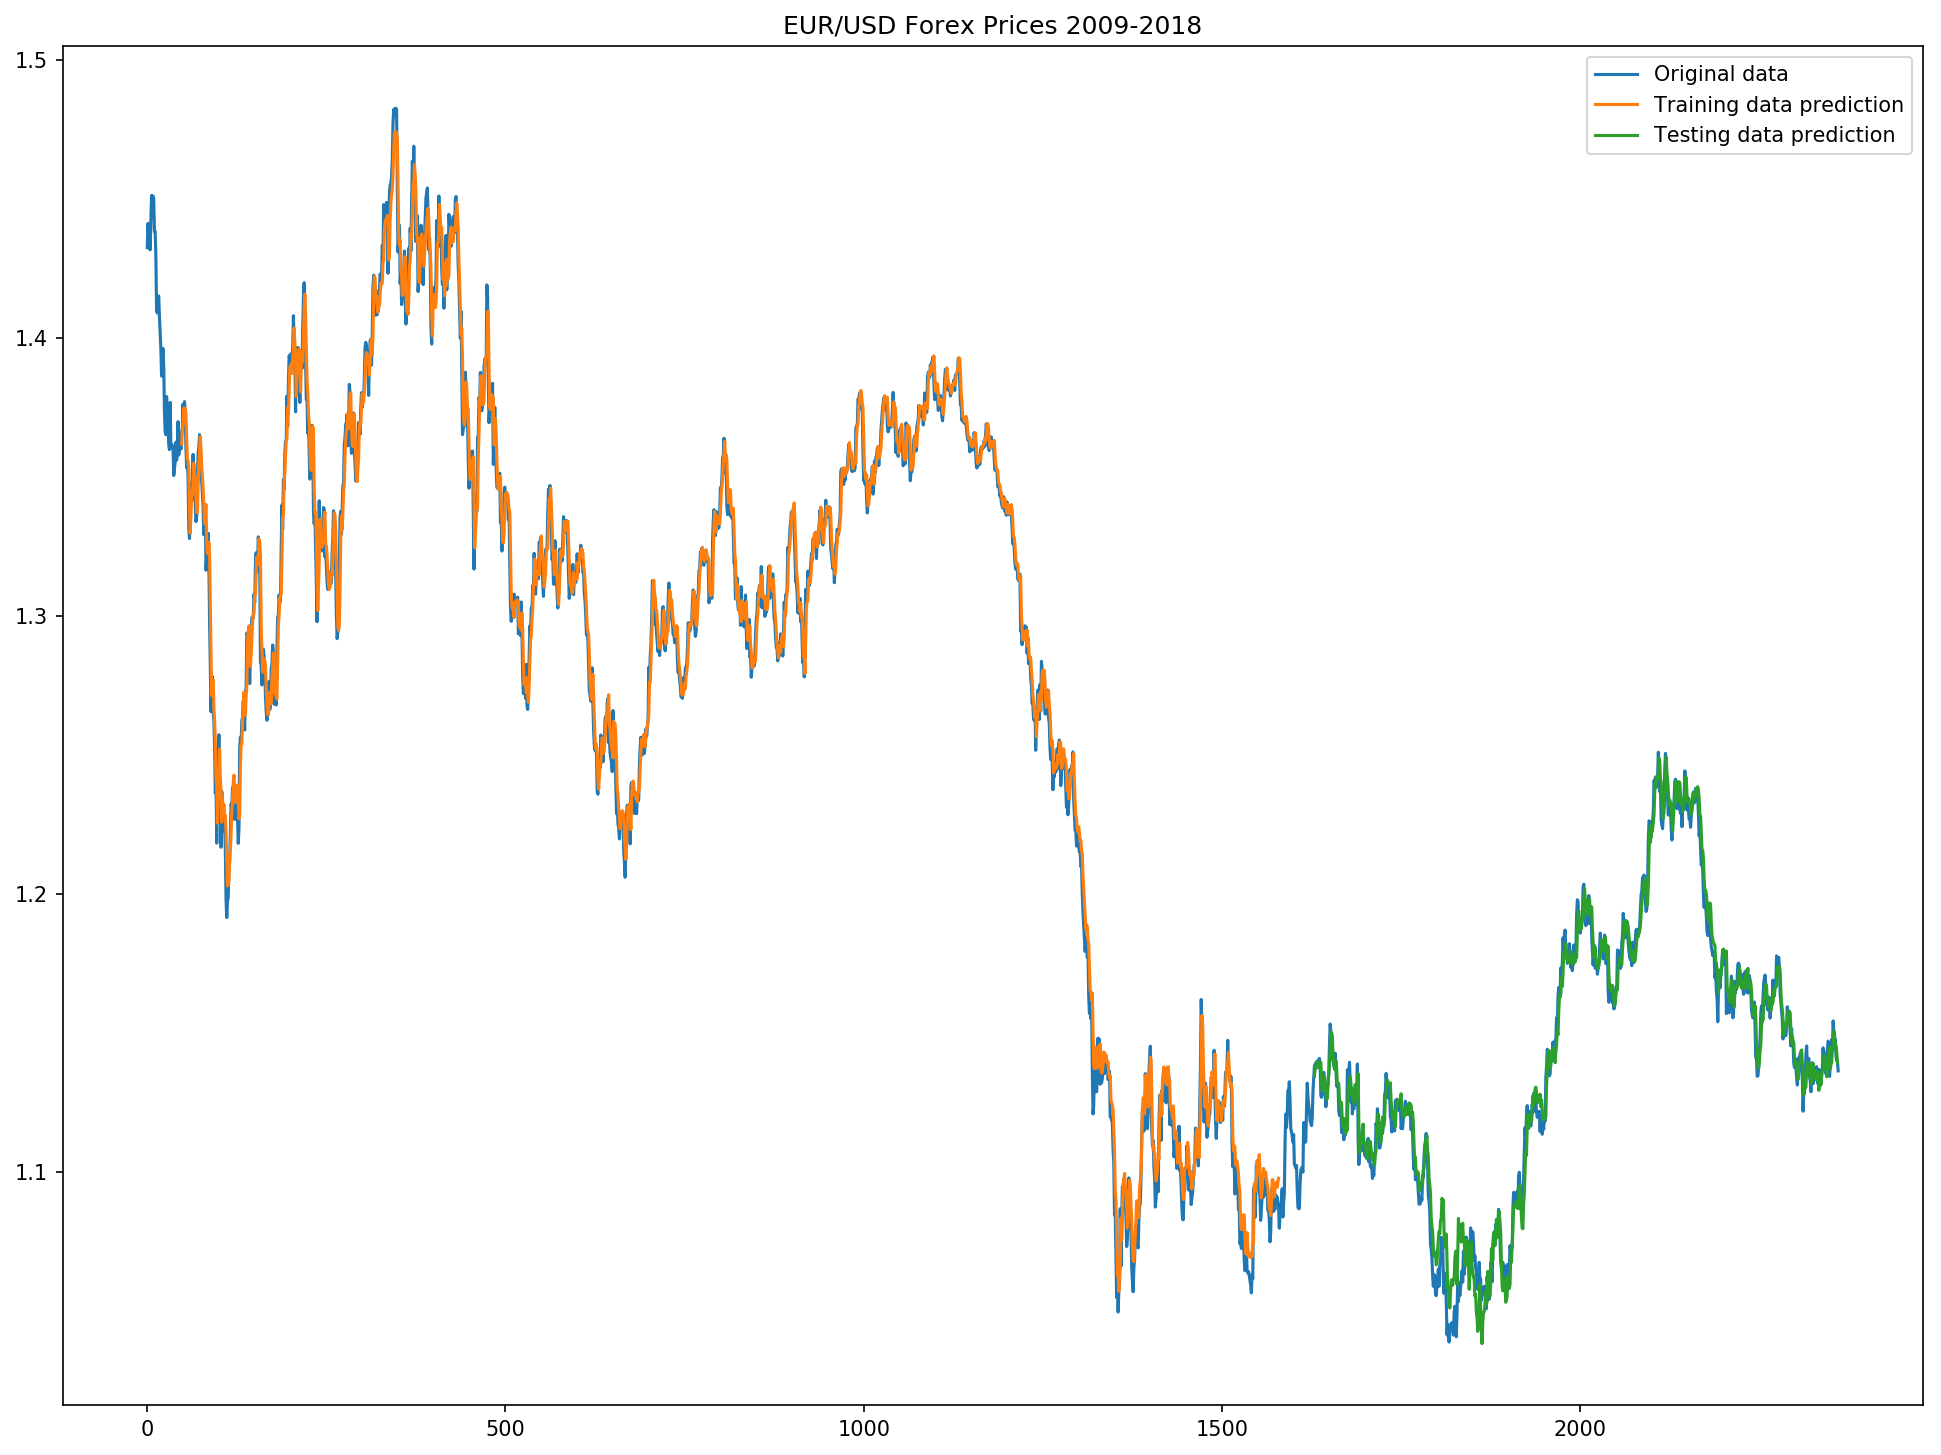 EUR/USD Forex Prices 2009-2018
Original data
Training data prediction
Testing data prediction
1.5
1.4
1.3
1.2
1.1
0
500
1000
1500
2000